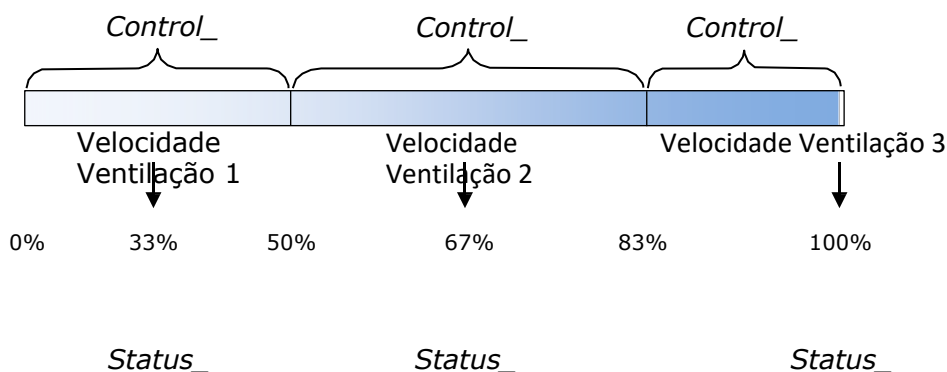 Control_ Control_ Control_
Velocidade Velocidade Velocidade Ventilação 3
Ventilação 1 Ventilação 2
0% 33% 50% 67% 83% 100%
Status_ Status_ Status_